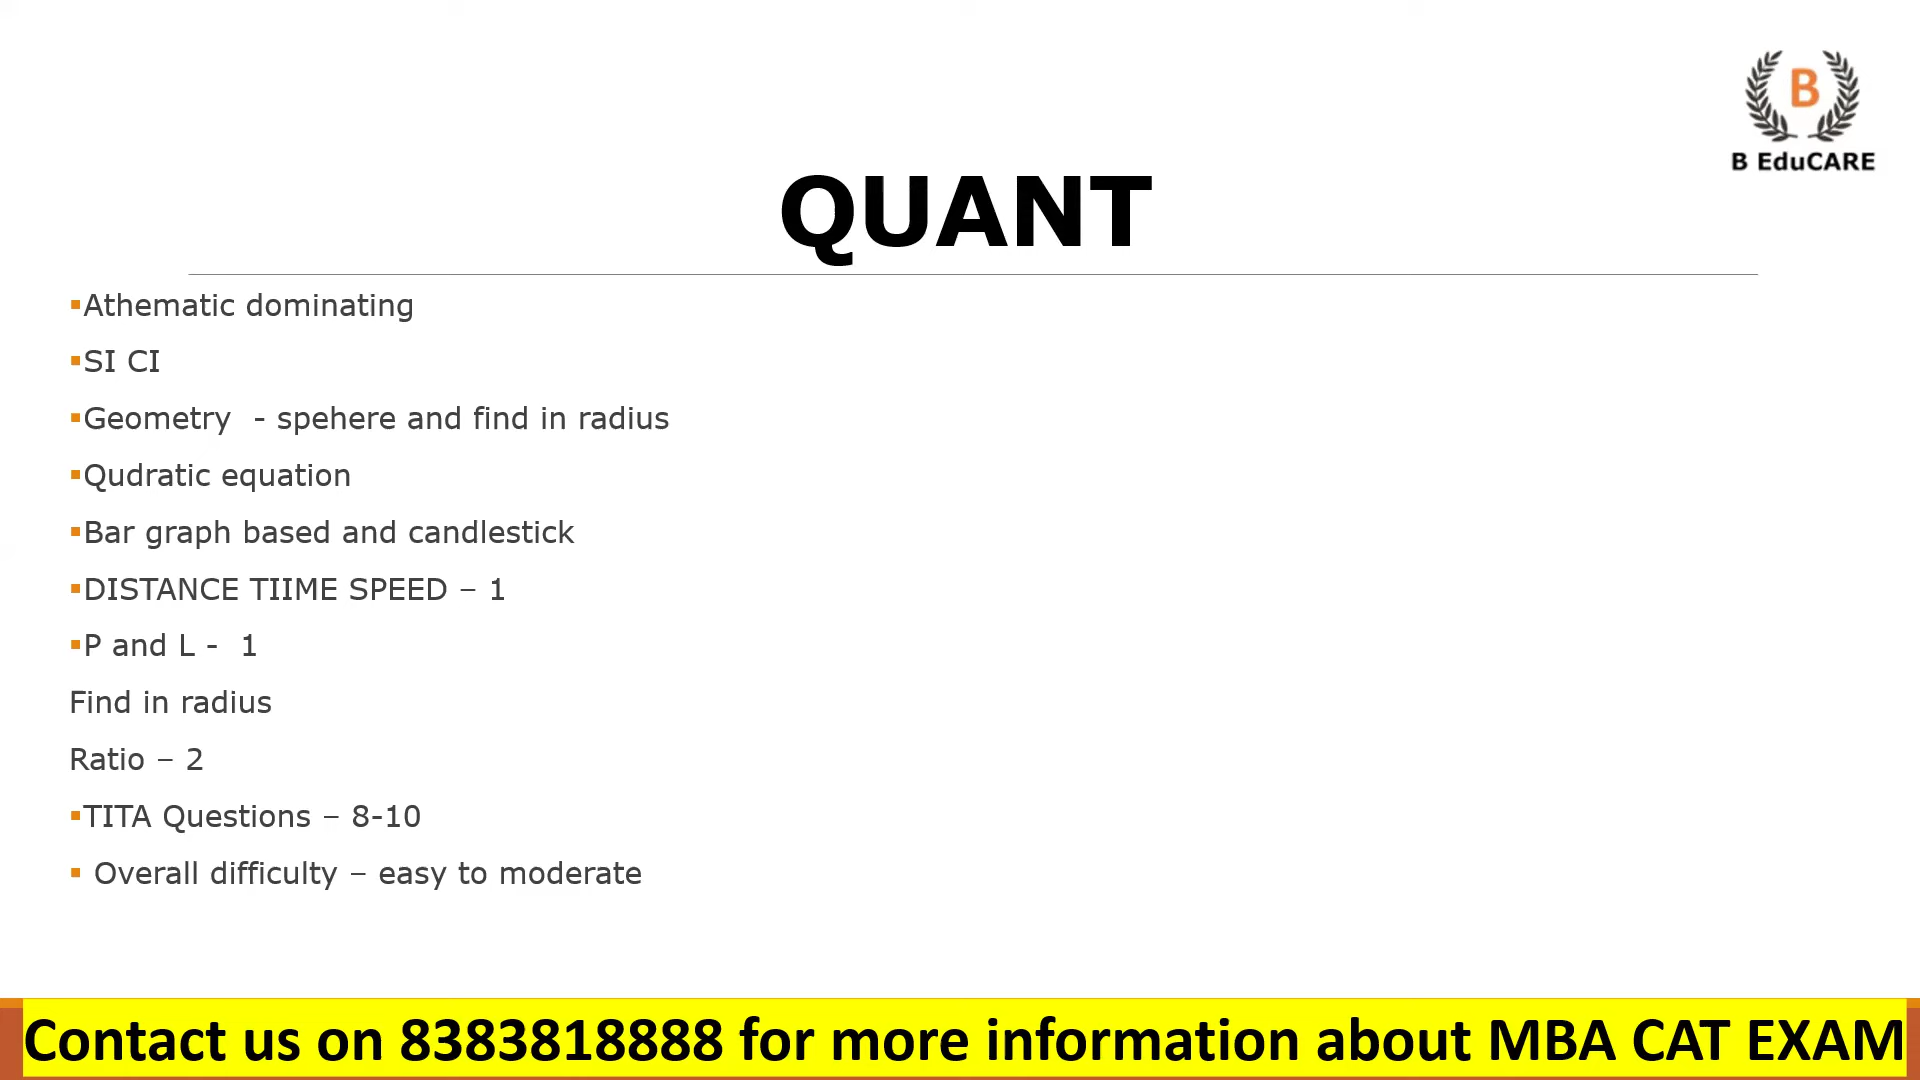 B
B EduCARE
QUANT
▪Athematic dominating
▪SI CI
▪Geometry  - spehere and find in radius
▪Qudratic equation
▪Bar graph based and candlestick
▪DISTANCE TIIME SPEED – 1
▪P and L -  1
Find in radius
Ratio – 2
▪TITA Questions – 8-10
▪ Overall difficulty – easy to moderate
Contact us on 8383818888 for more information about MBA CAT EXAM